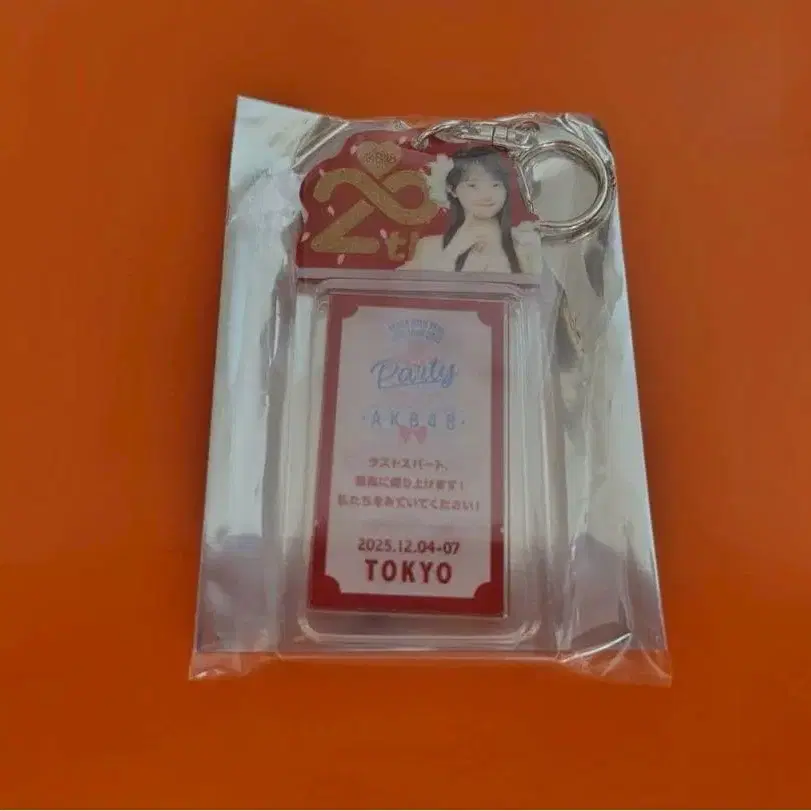 20th
Party
AKB48
ラストスパート、
最高に盛り上げます!
私たちをみていてください!
2025.12.04-07
TOKYO